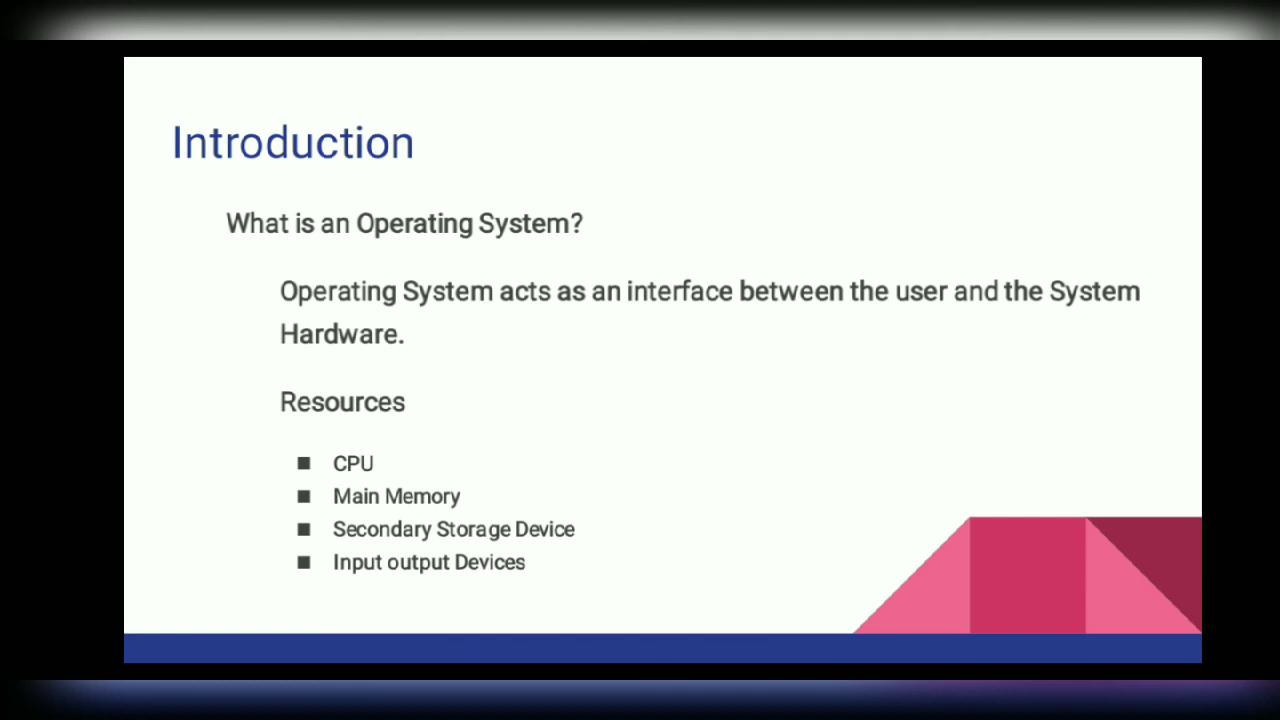 Introduction
What is an Operating System?
Operating System acts as an interface between the user and the System
Hardware.
Resources
■ CPU
■ Main Memory
■ Secondary Storage Device
■ Input output Devices